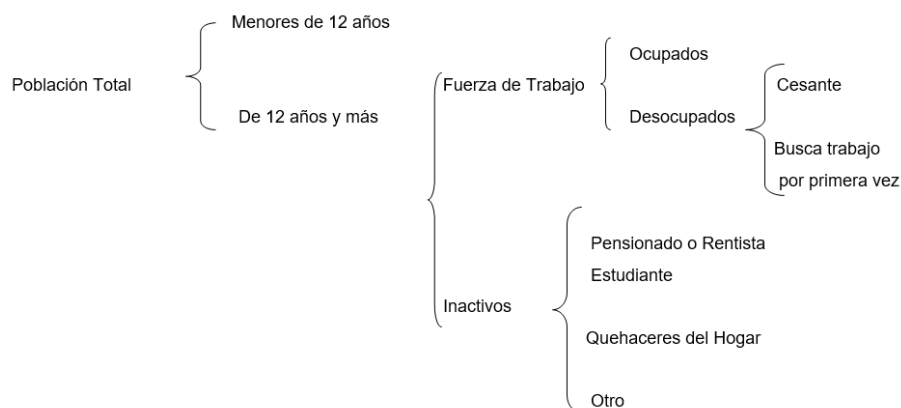 Población Total
Menores de 12 años
De 12 años y más
Fuerza de Trabajo
Ocupados
Desocupados
Cesante
Busca trabajo
por primera vez
Inactivos
Pensionado o Rentista
Estudiante
Quehaceres del Hogar
Otro